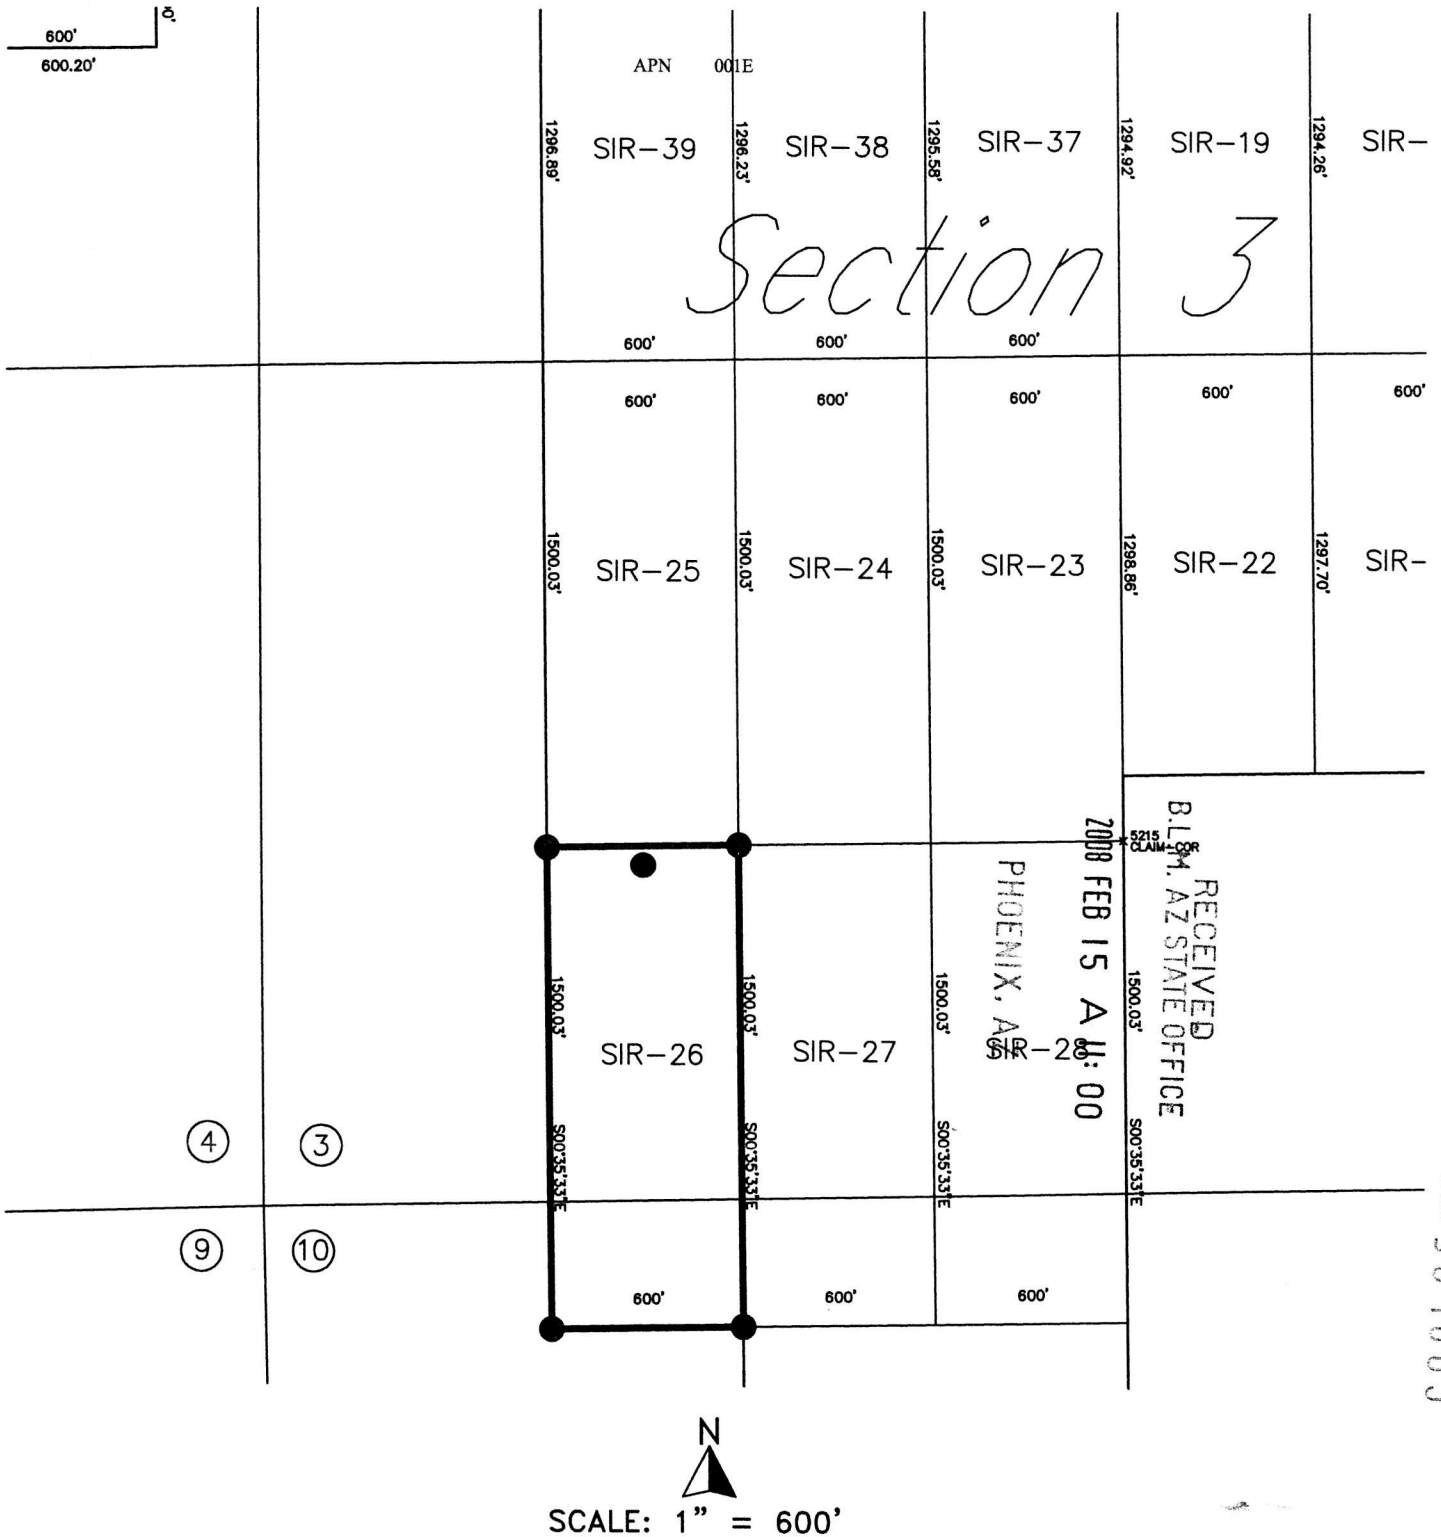 600'
600.20'
0.
APN 001E
1296.89'
SIR-39
1296.23'
SIR-38
1295.58'
SIR-37
1294.92'
SIR-19
1294.26'
SIR-
Section 3
600'
600'
600'
600'
600'
600'
600'
600'
1500.03'
SIR-25
1500.03'
SIR-24
1500.03'
SIR-23
1298.86'
SIR-22
1297.70'
SIR-
5215
CLAIM-COR
RECEIVED
B.L.M. AZ STATE OFFICE
2008 FEB 15 A 11:00
PHOENIX, AZ
1500.03'
SIR-26
1500.03'
SIR-27
1500.03'
SIR-28
1500.03'
S00°35'33"E
S00°35'33"E
S00°35'33"E
S00°35'33"E
4
3
9
10
600'
600'
600'
N
SCALE: 1" = 600'